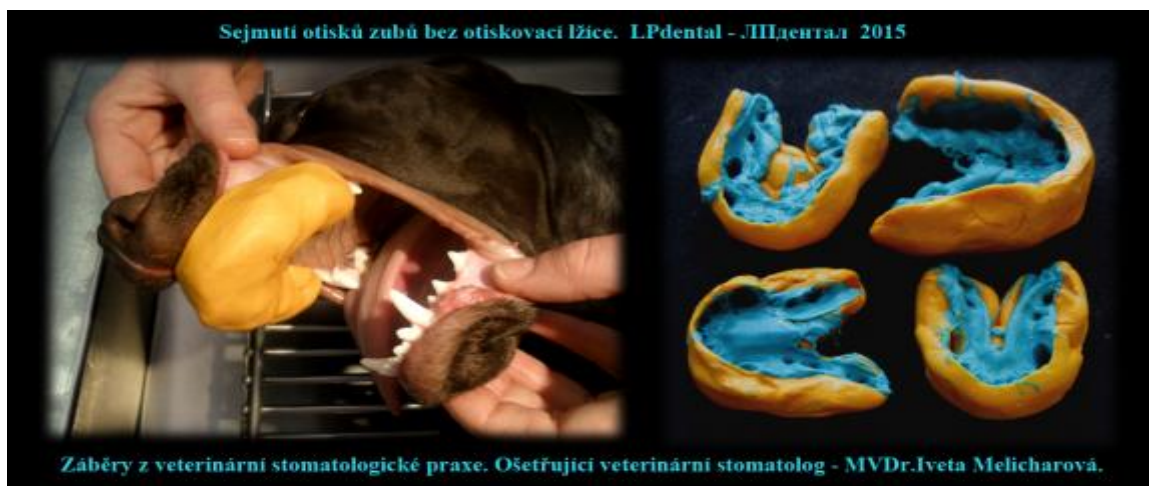 Sejmutí otisků zubů bez otiskovací lžíce. LPdental - ЛПдентал 2015
Záběry z veterinární stomatologické praxe. Ošetřující veterinární stomatolog - MVDr.Iveta Melicharová.